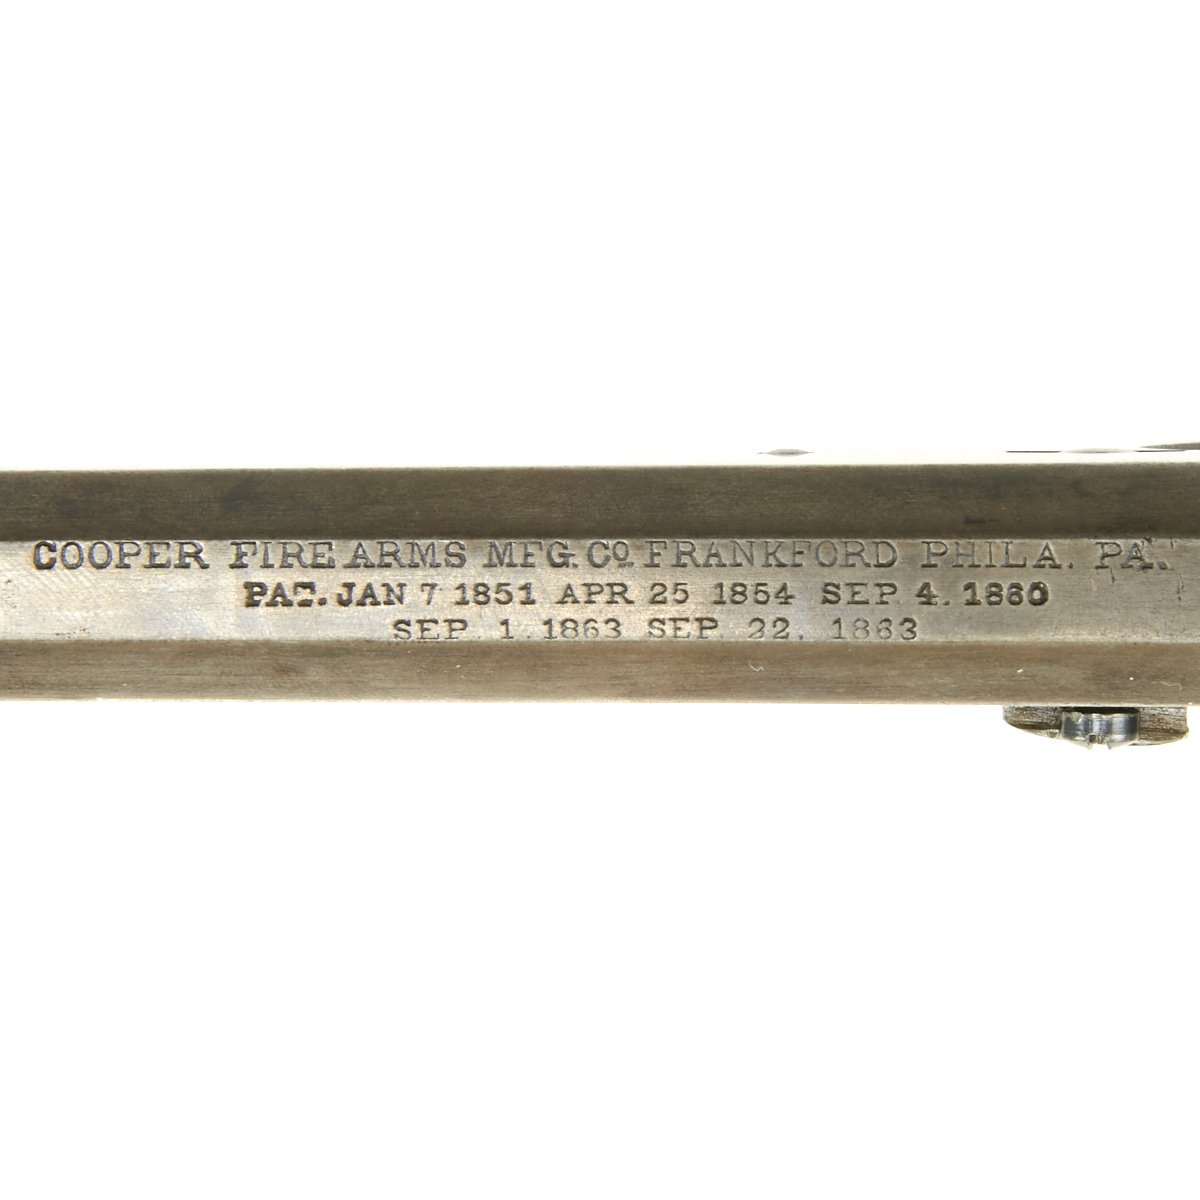 COOPER FIRE ARMS MFG. Co. FRANKFORD PHILA. PA.
PAT. JAN 7 1851 APR 25 1854 SEP. 4. 1860
SEP. 1. 1863 SEP. 22. 1863